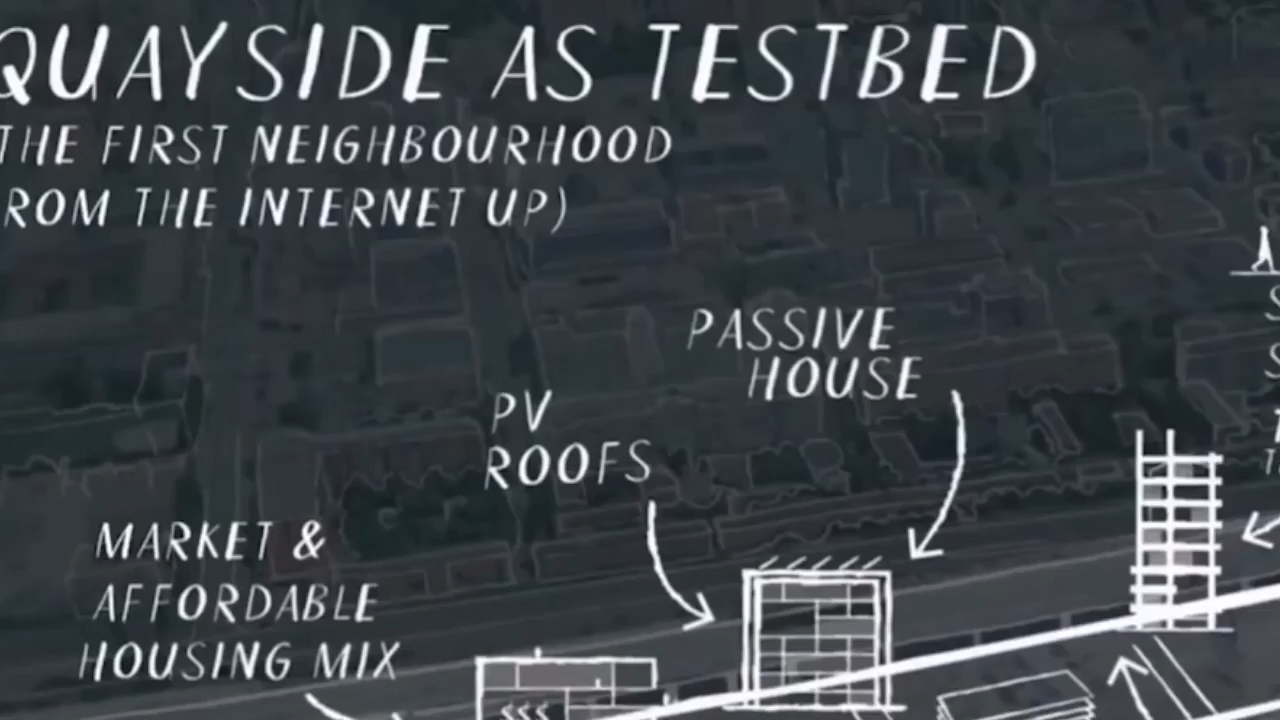 QUAYSIDE AS TESTBED
THE FIRST NEIGHBOURHOOD
ROM THE INTERNET UP)
PASSIVE
HOUSE
PV
ROOFS
MARKET &
AFFORDABLE
HOUSING MIX